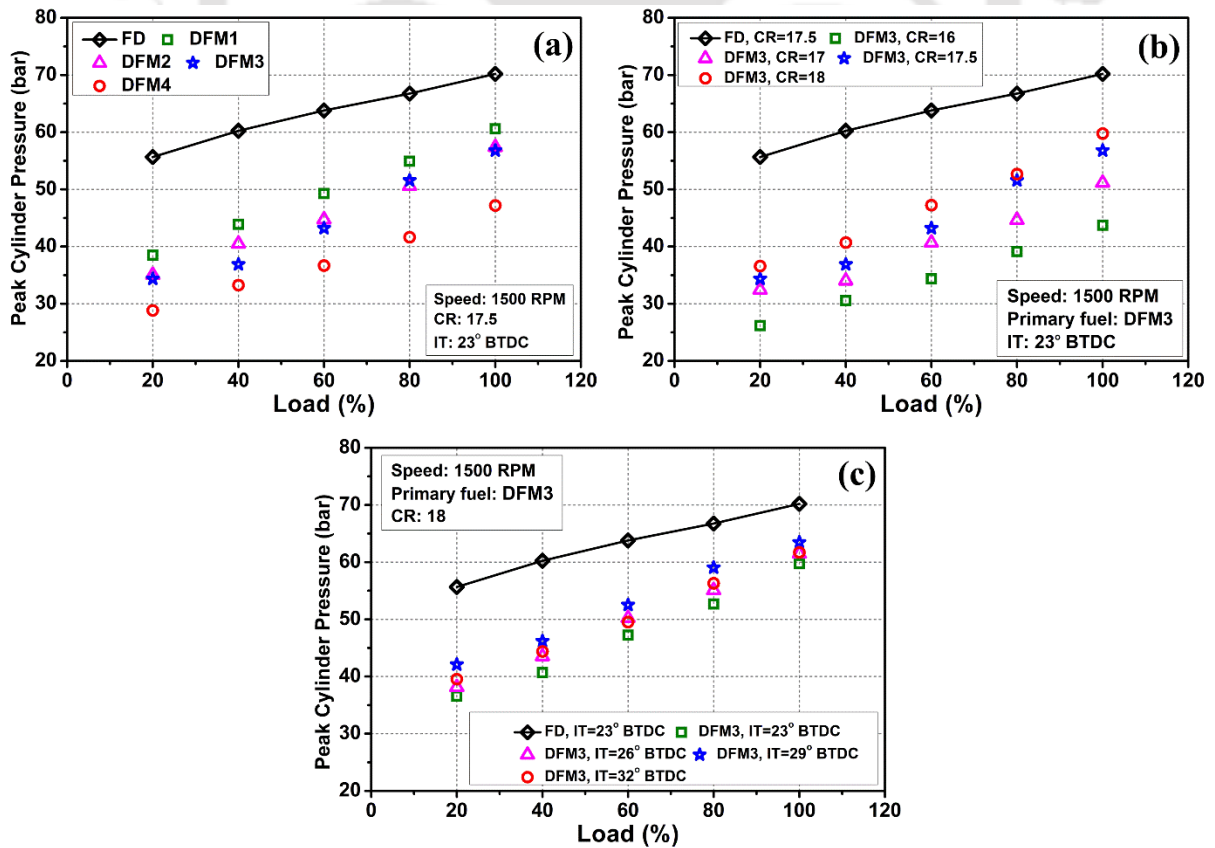 (a)
FD DFM1
DFM2 DFM3
DFM4
Speed: 1500 RPM
CR: 17.5
IT: 23° BTDC
Peak Cylinder Pressure (bar)
80
70
60
50
40
30
20
0 20 40 60 80 100 120
Load (%)
(b)
FD, CR=17.5 DFM3, CR=16
DFM3, CR=17 DFM3, CR=17.5
DFM3, CR=18
Speed: 1500 RPM
Primary fuel: DFM3
IT: 23° BTDC
Peak Cylinder Pressure (bar)
80
70
60
50
40
30
20
0 20 40 60 80 100 120
Load (%)
(c)
Speed: 1500 RPM
Primary fuel: DFM3
CR: 18
FD, IT=23° BTDC DFM3, IT=23° BTDC
DFM3, IT=26° BTDC DFM3, IT=29° BTDC
DFM3, IT=32° BTDC
Peak Cylinder Pressure (bar)
80
70
60
50
40
30
20
0 20 40 60 80 100 120
Load (%)